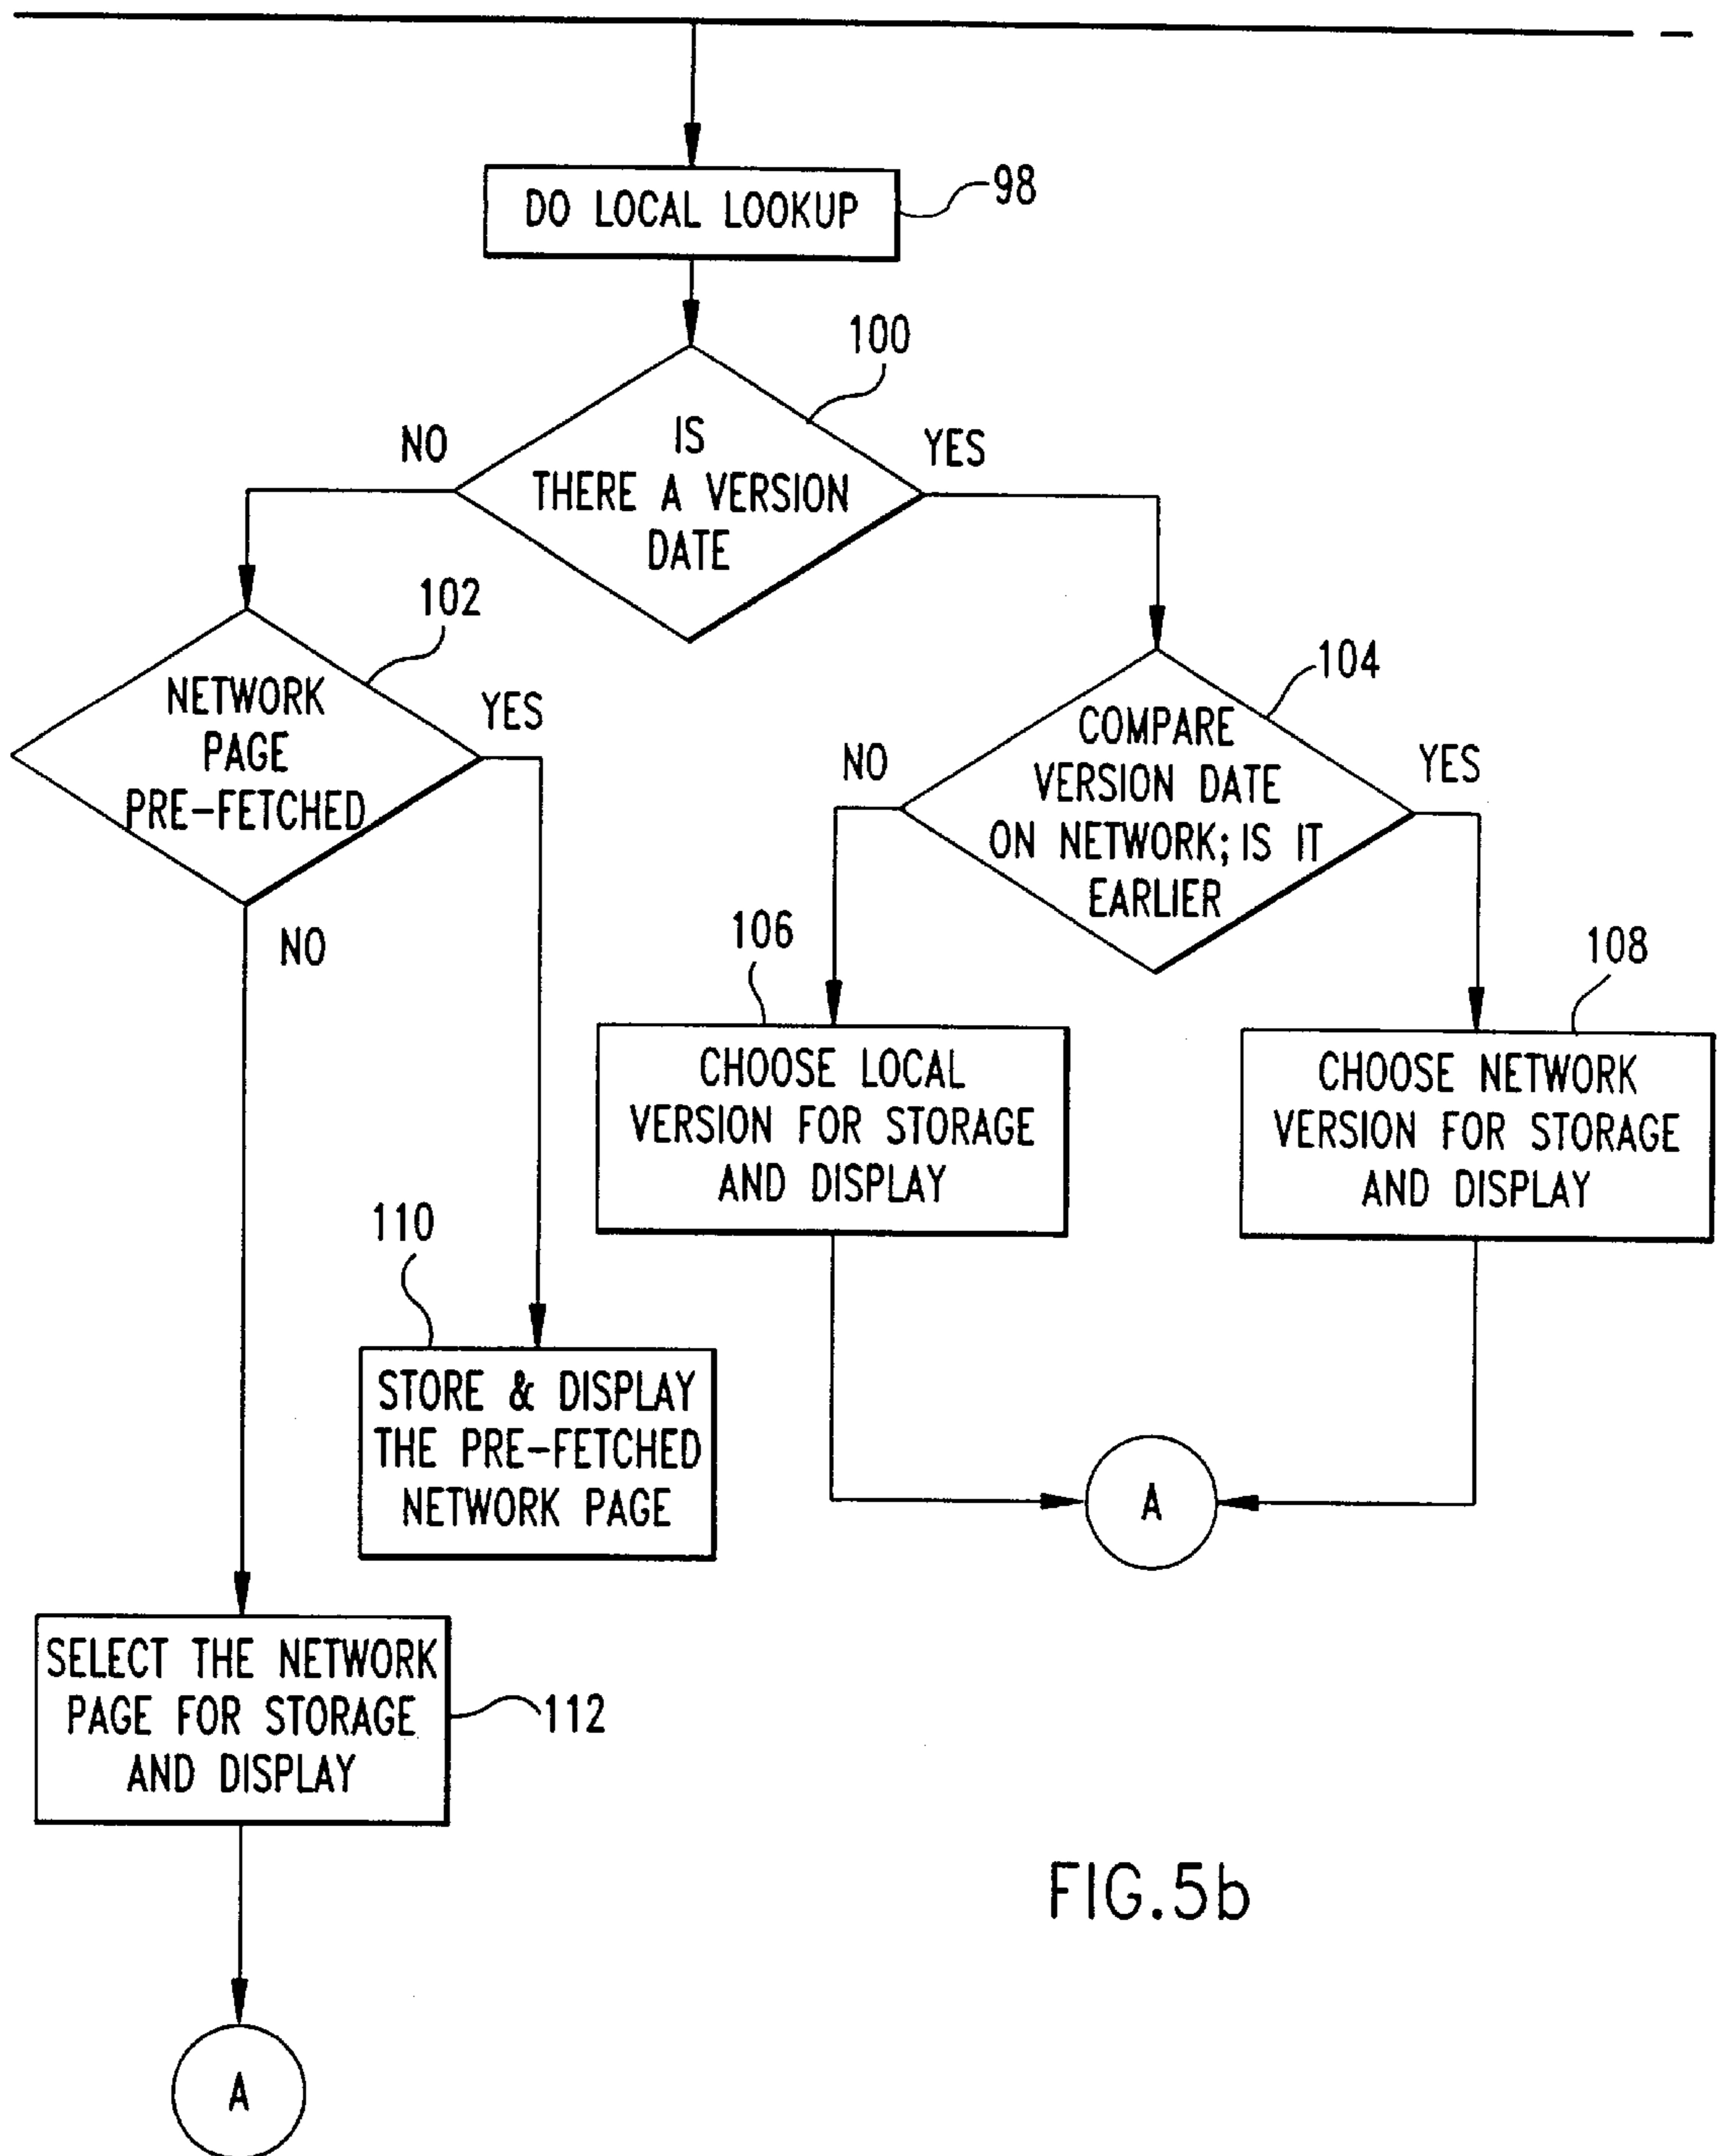 DO LOCAL LOOKUP
98
100
IS
THERE A VERSION
DATE
NO
YES
102
NETWORK
PAGE
PRE-FETCHED
YES
NO
104
COMPARE
VERSION DATE
ON NETWORK; IS IT
EARLIER
NO
YES
106
CHOOSE LOCAL
VERSION FOR STORAGE
AND DISPLAY
108
CHOOSE NETWORK
VERSION FOR STORAGE
AND DISPLAY
110
STORE & DISPLAY
THE PRE-FETCHED
NETWORK PAGE
A
SELECT THE NETWORK
PAGE FOR STORAGE
AND DISPLAY
112
A
FIG.5b